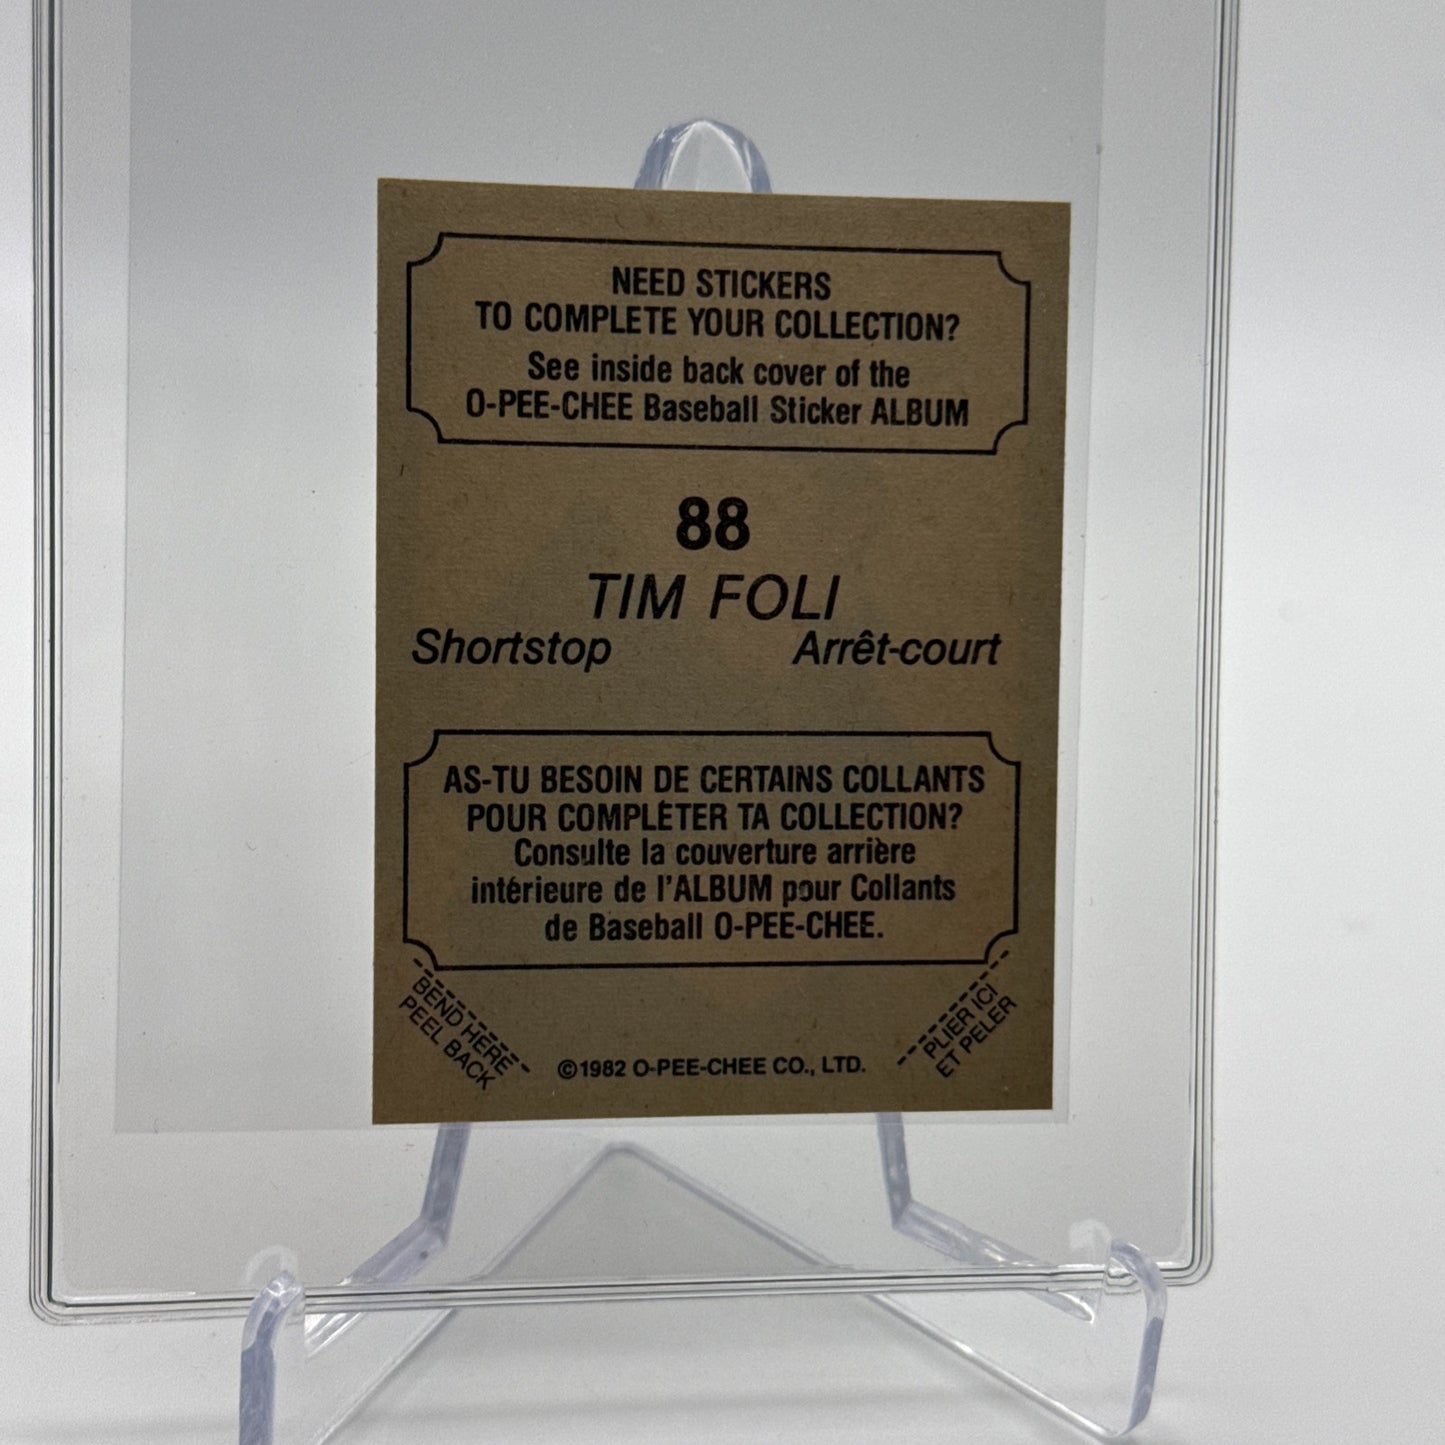 NEED STICKERS
TO COMPLETE YOUR COLLECTION?
See inside back cover of the
O-PEE-CHEE Baseball Sticker ALBUM
88
TIM FOLI
Shortstop Arrêt-court
AS-TU BESOIN DE CERTAINS COLLANTS
POUR COMPLÉTER TA COLLECTION?
Consulte la couverture arrière
intérieure de l'ALBUM pour Collants
de Baseball O-PEE-CHEE.
BEND HERE
PEEL BACK
©1982 O-PEE-CHEE CO., LTD.
PLIER ICI
ET PELER